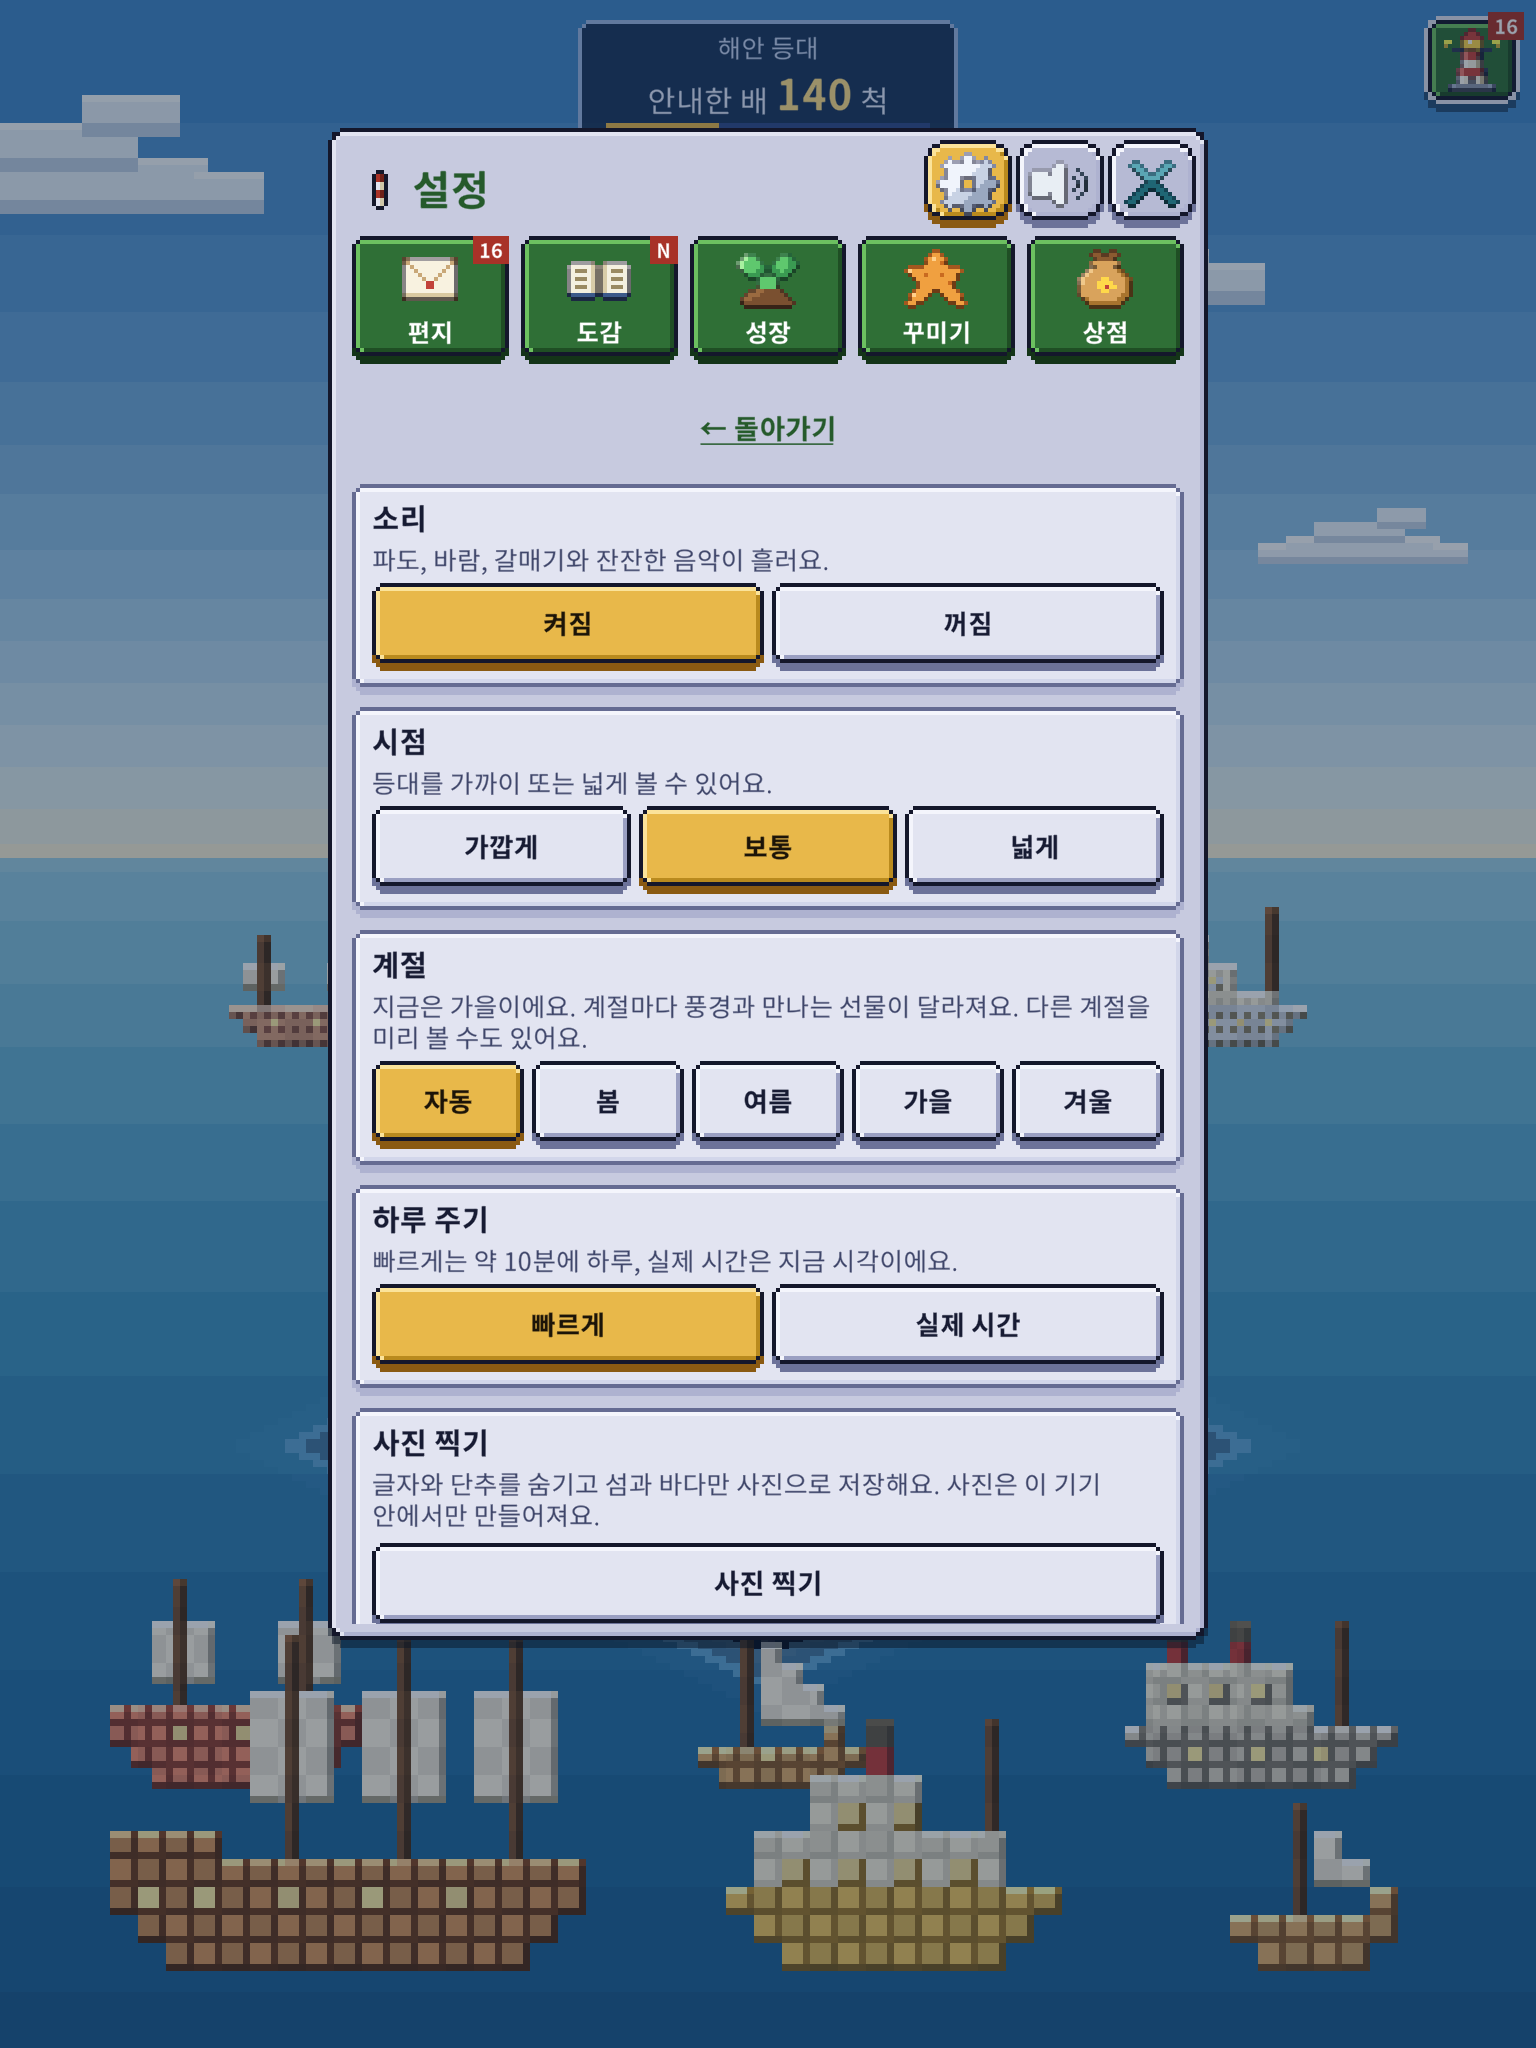 해안 등대
안내한 배 140 척
16
설정
16
편지
N
도감
성장
꾸미기
상점
← 돌아가기
소리
파도, 바람, 갈매기와 잔잔한 음악이 흘러요.
켜짐
꺼짐
시점
등대를 가까이 또는 넓게 볼 수 있어요.
가깝게
보통
넓게
계절
지금은 가을이에요. 계절마다 풍경과 만나는 선물이 달라져요. 다른 계절을
미리 볼 수도 있어요.
자동
봄
여름
가을
겨울
하루 주기
빠르게는 약 10분에 하루, 실제 시간은 지금 시각이에요.
빠르게
실제 시간
사진 찍기
글자와 단추를 숨기고 섬과 바다만 사진으로 저장해요. 사진은 이 기기
안에서만 만들어져요.
사진 찍기